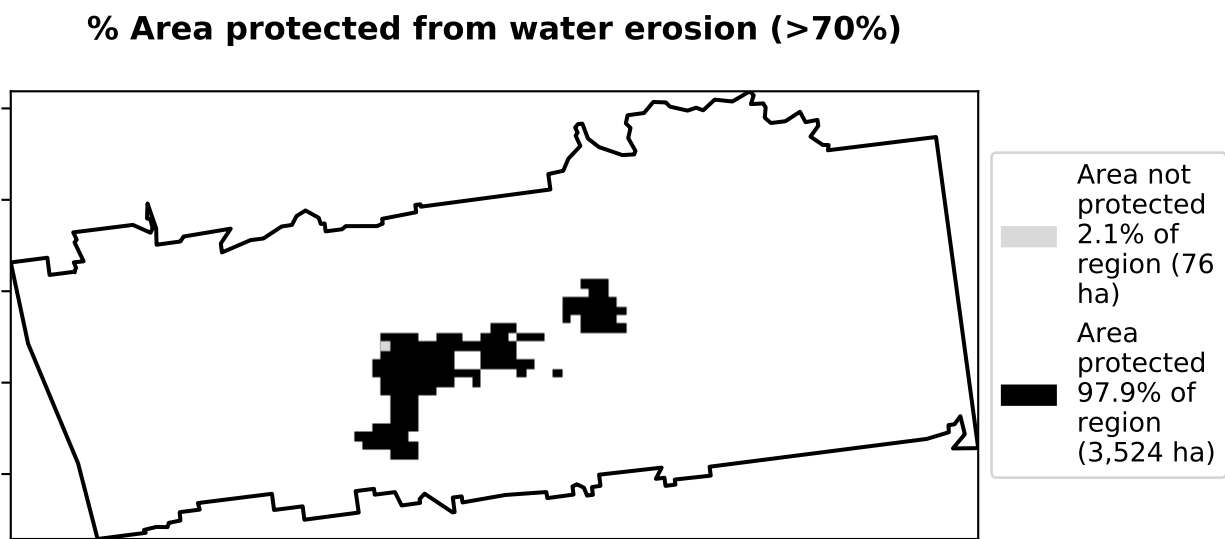 % Area protected from water erosion (>70%)
Area not
protected
2.1% of
region (76
ha)
Area
protected
97.9% of
region
(3,524 ha)